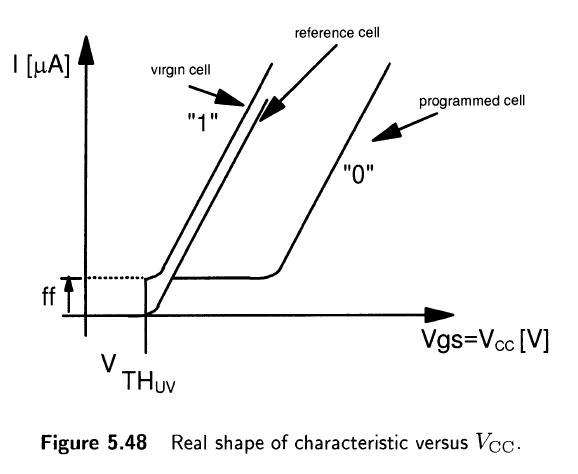 reference cell
I [μA]
virgin cell
programmed cell
"1"
"0"
ff
Vgs=VCC [V]
V THUV
Figure 5.48 Real shape of characteristic versus VCC.